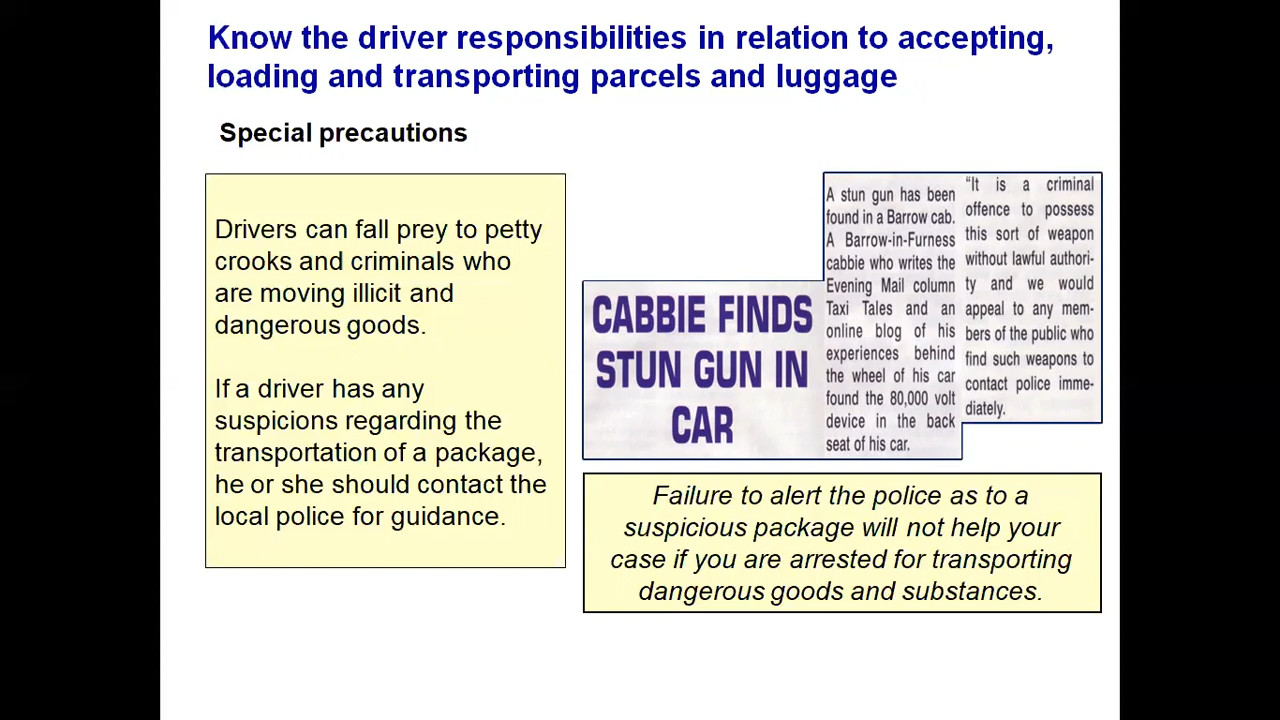 Know the driver responsibilities in relation to accepting,
loading and transporting parcels and luggage
Special precautions
Drivers can fall prey to petty
crooks and criminals who
are moving illicit and
dangerous goods.
If a driver has any
suspicions regarding the
transportation of a package,
he or she should contact the
local police for guidance.
CABBIE FINDS
STUN GUN IN
CAR
A stun gun has been
found in a Barrow cab.
A Barrow-in-Furness
cabbie who writes the
Evening Mail column
Taxi Tales and an
online blog of his
experiences behind
the wheel of his car
found the 80,000 volt
device in the back
seat of his car.
“It is a criminal
offence to possess
this sort of weapon
without lawful authori-
ty and we would
appeal to any mem-
bers of the public who
find such weapons to
contact police imme-
diately.
Failure to alert the police as to a
suspicious package will not help your
case if you are arrested for transporting
dangerous goods and substances.